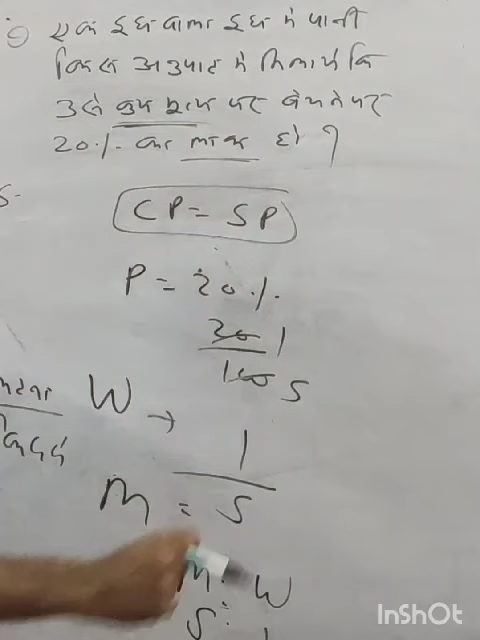 एक दूध वाला दूध में पानी
किस अनुपात में मिलाये कि
उसे क्रय मूल्य पर बेचने पर
20% का लाभ हो ?
S-
CP = SP
P = 20%
20 1
100 5
W → 1
M = 5
M : W
5 : 1
InShOt